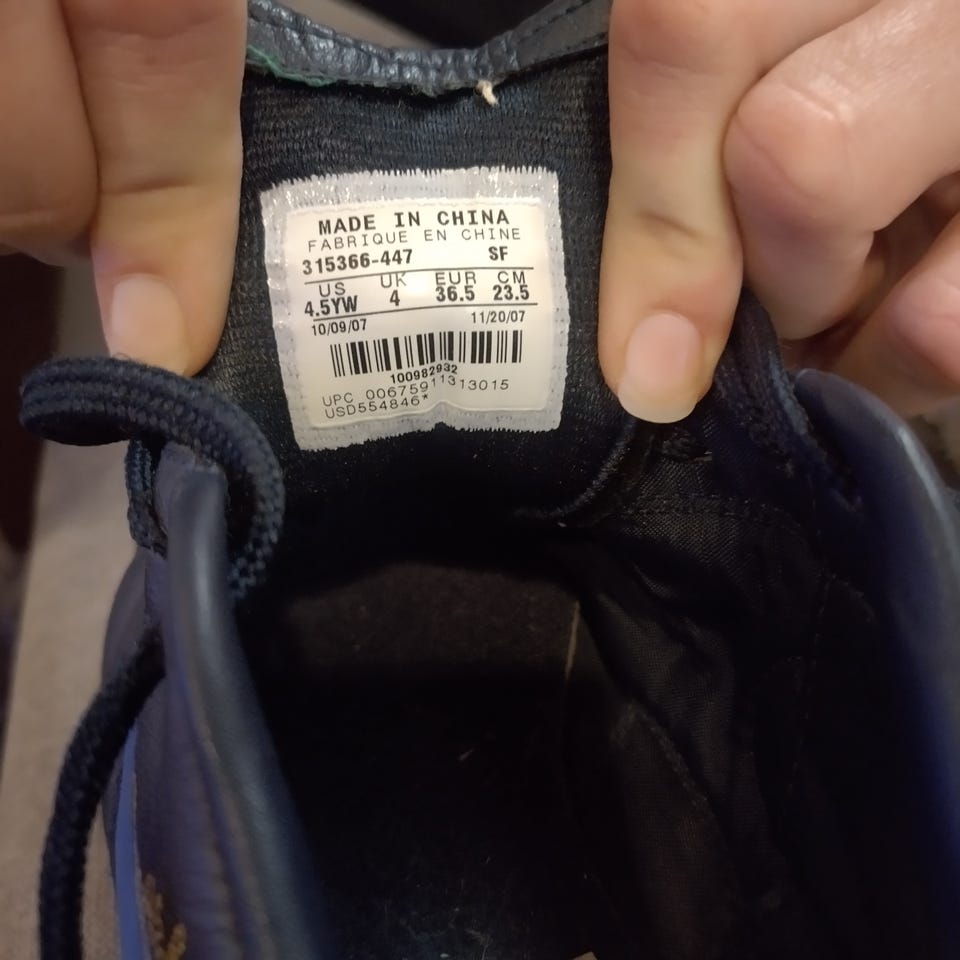 MADE IN CHINA
FABRIQUE EN CHINE
315366-447 SF
US UK EUR CM
4.5YW 4 36.5 23.5
10/09/07 11/20/07
100982932
UPC 00675911313015
USD554846*